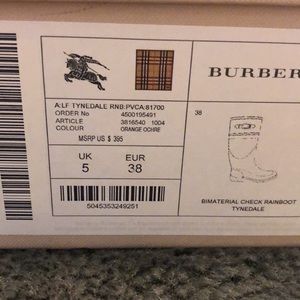 A:LF TYNEDALE RNB:PVCA:81700
ORDER No 4500195491
ARTICLE 3816540 1004
COLOUR ORANGE OCHRE
MSRP US $ 395
UK EUR
5 38
5045353249251
BURBER
38
BIMATERIAL CHECK RAINBOOT
TYNEDALE